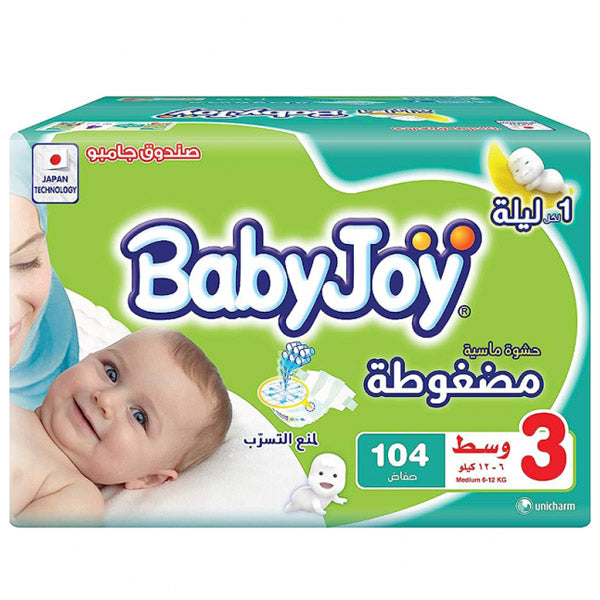 JAPAN
TECHNOLOGY
صندوق جامبو
1 لكل ليلة
BabyJoy®
حشوة ماسية
مضغوطة
لمنع التسرّب
104
حفاض
وسط
٦ - ١٢ كيلو
Medium 6-12 KG
3
unicharm